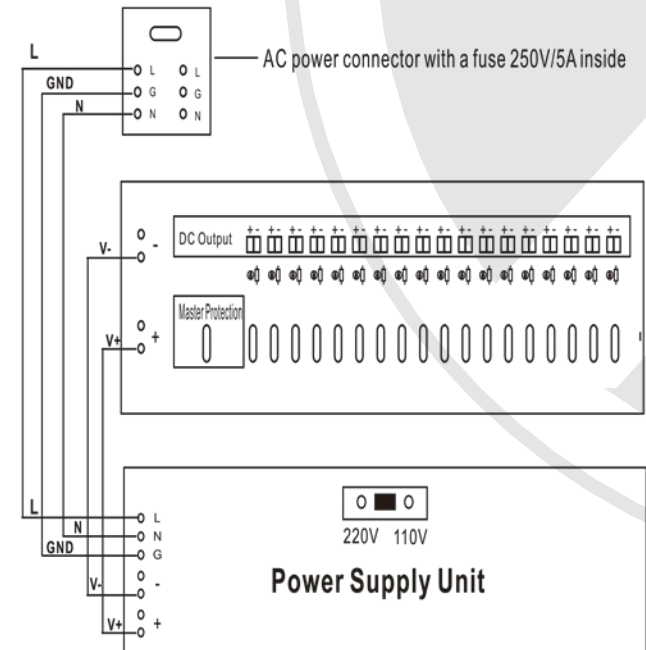 L
AC power connector with a fuse 250V/5A inside
L L
GND
G G
N
N N
DC Output
+- +- +- +- +- +- +- +- +- +- +- +- +- +- +- +- +- +-
-
V-
Master Protection
+
V+
L
L
N
N
GND
G
220V 110V
V-
-
Power Supply Unit
V+
+